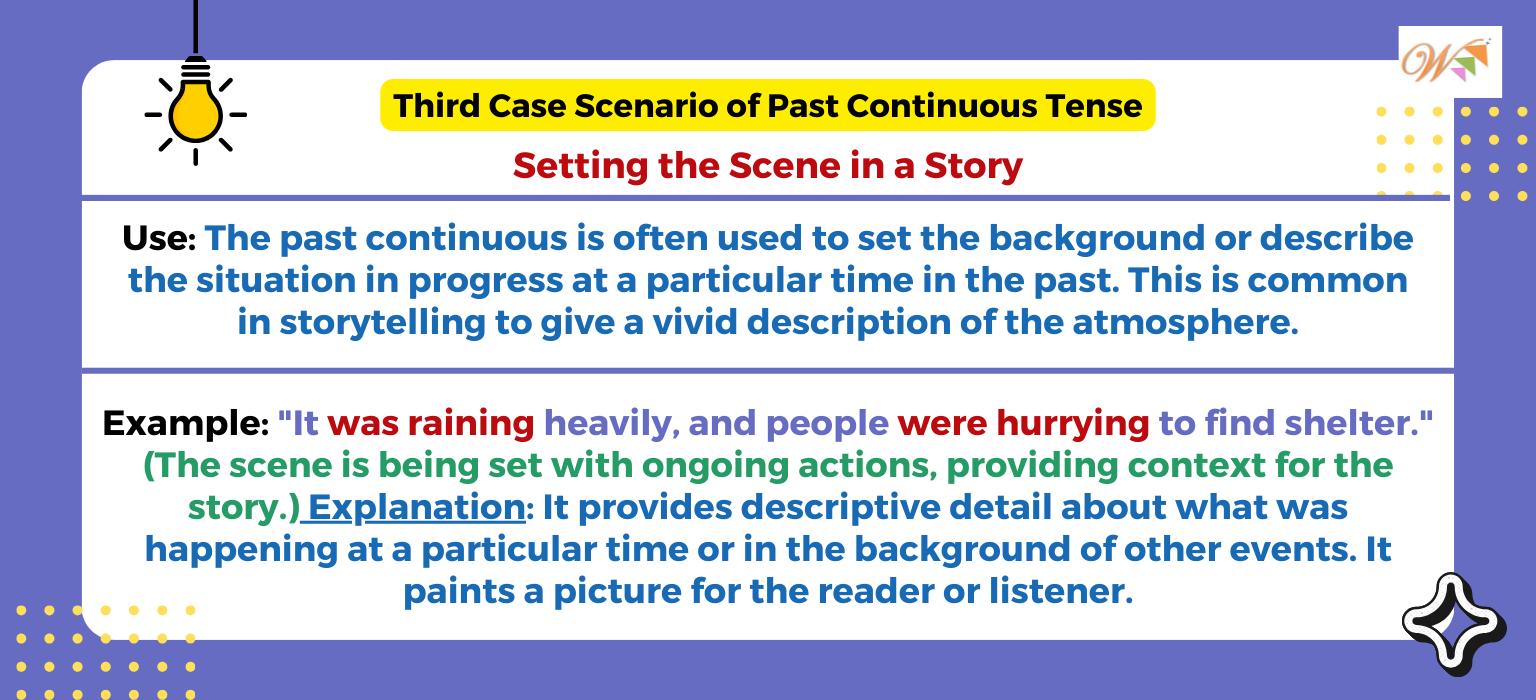 W
Third Case Scenario of Past Continuous Tense
Setting the Scene in a Story
Use: The past continuous is often used to set the background or describe
the situation in progress at a particular time in the past. This is common
in storytelling to give a vivid description of the atmosphere.
Example: "It was raining heavily, and people were hurrying to find shelter."
(The scene is being set with ongoing actions, providing context for the
story.) Explanation: It provides descriptive detail about what was
happening at a particular time or in the background of other events. It
paints a picture for the reader or listener.